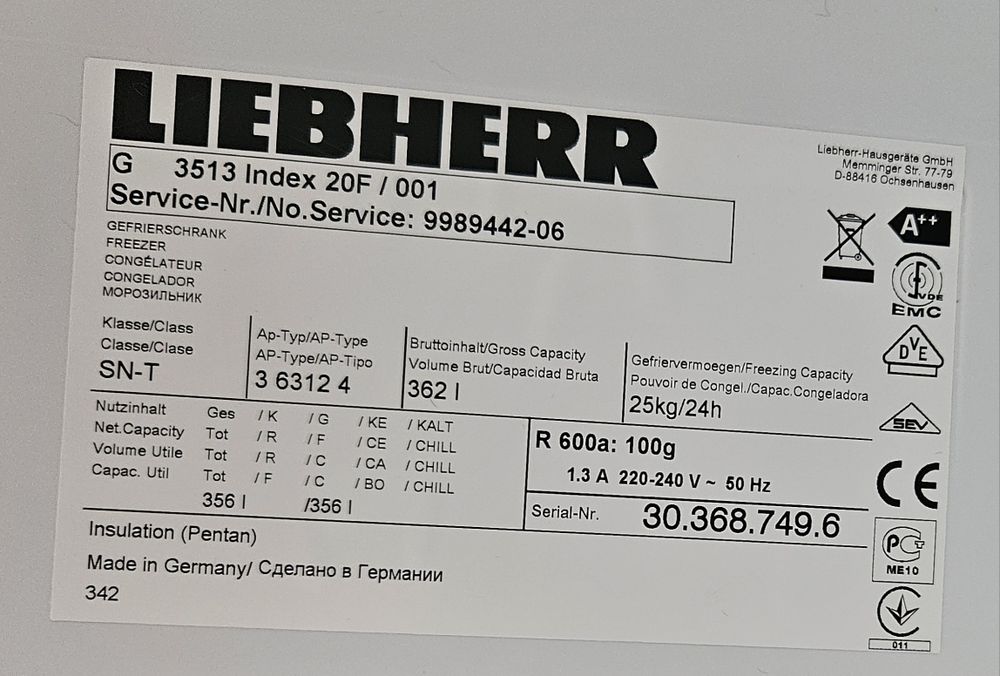 LIEBHERR
G 3513 Index 20F / 001
Service-Nr./No.Service: 9989442-06
Liebherr-Hausgeräte GmbH
Memminger Str. 77-79
D-88416 Ochsenhausen
GEFRIERSCHRANK
FREEZER
CONGÉLATEUR
CONGELADOR
МОРОЗИЛЬНИК
A++
VDE
EMC
DVE
SEV
CE
PCT
ME10
011
Klasse/Class
Classe/Clase
SN-T
Ap-Typ/AP-Type
AP-Type/AP-Tipo
3 6312 4
Bruttoinhalt/Gross Capacity
Volume Brut/Capacidad Bruta
362 l
Gefriervermoegen/Freezing Capacity
Pouvoir de Congel./Capac.Congeladora
25kg/24h
Nutzinhalt Ges / K / G / KE / KALT
Net.Capacity Tot / R / F / CE / CHILL
Volume Utile Tot / R / C / CA / CHILL
Capac. Util Tot / F / C / BO / CHILL
356 l /356 l
R 600a: 100g
1.3 A 220-240 V ~ 50 Hz
Serial-Nr. 30.368.749.6
Insulation (Pentan)
Made in Germany/ Сделано в Германии
342